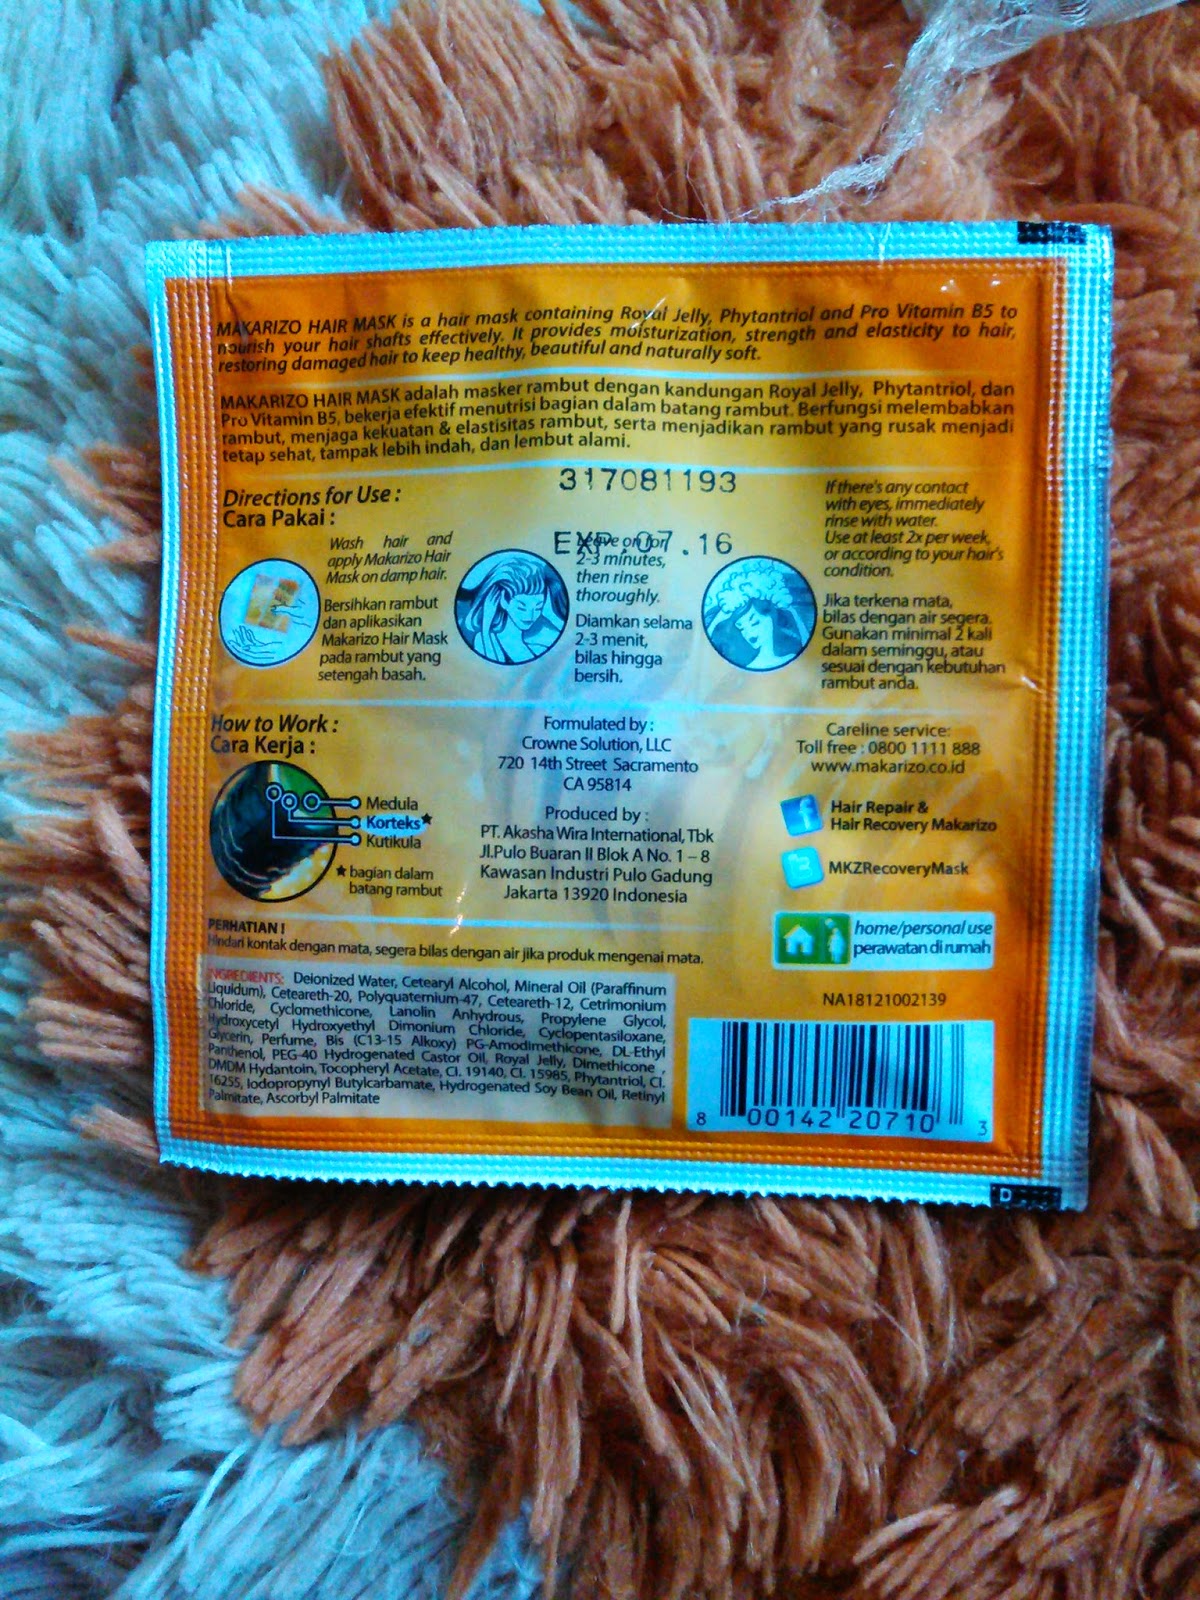 MAKARIZO HAIR MASK is a hair mask containing Royal Jelly, Phytantriol and Pro Vitamin B5 to
nourish your hair shafts effectively. It provides moisturization, strength and elasticity to hair,
restoring damaged hair to keep healthy, beautiful and naturally soft.
MAKARIZO HAIR MASK adalah masker rambut dengan kandungan Royal Jelly, Phytantriol, dan
Pro Vitamin B5, bekerja efektif menutrisi bagian dalam batang rambut. Berfungsi melembabkan
rambut, menjaga kekuatan & elastisitas rambut, serta menjadikan rambut yang rusak menjadi
tetap sehat, tampak lebih indah, dan lembut alami.
317081193
EXP.07.16
Directions for Use :
Cara Pakai :
Wash hair and
apply Makarizo Hair
Mask on damp hair.
Bersihkan rambut
dan aplikasikan
Makarizo Hair Mask
pada rambut yang
setengah basah.
Leave on for
2-3 minutes,
then rinse
thoroughly.
Diamkan selama
2-3 menit,
bilas hingga
bersih.
If there's any contact
with eyes, immediately
rinse with water.
Use at least 2x per week,
or according to your hair's
condition.
Jika terkena mata,
bilas dengan air segera.
Gunakan minimal 2 kali
dalam seminggu, atau
sesuai dengan kebutuhan
rambut anda.
How to Work :
Cara Kerja :
Medula
Korteks★
Kutikula
★ bagian dalam
batang rambut
Formulated by :
Crowne Solution, LLC
720 14th Street Sacramento
CA 95814
Produced by :
PT. Akasha Wira International, Tbk
Jl.Pulo Buaran II Blok A No. 1 – 8
Kawasan Industri Pulo Gadung
Jakarta 13920 Indonesia
Careline service:
Toll free : 0800 1111 888
www.makarizo.co.id
Hair Repair &
Hair Recovery Makarizo
MKZRecoveryMask
home/personal use
perawatan di rumah
PERHATIAN !
Hindari kontak dengan mata, segera bilas dengan air jika produk mengenai mata.
INGREDIENTS: Deionized Water, Cetearyl Alcohol, Mineral Oil (Paraffinum
Liquidum), Ceteareth-20, Polyquaternium-47, Ceteareth-12, Cetrimonium
Chloride, Cyclomethicone, Lanolin Anhydrous, Propylene Glycol,
Hydroxycetyl Hydroxyethyl Dimonium Chloride, Cyclopentasiloxane,
Glycerin, Perfume, Bis (C13-15 Alkoxy) PG-Amodimethicone, DL-Ethyl
Panthenol, PEG-40 Hydrogenated Castor Oil, Royal Jelly, Dimethicone ,
DMDM Hydantoin, Tocopheryl Acetate, CI. 19140, CI. 15985, Phytantriol, CI.
16255, Iodopropynyl Butylcarbamate, Hydrogenated Soy Bean Oil, Retinyl
Palmitate, Ascorbyl Palmitate
NA18121002139
8 00142 20710 3
D